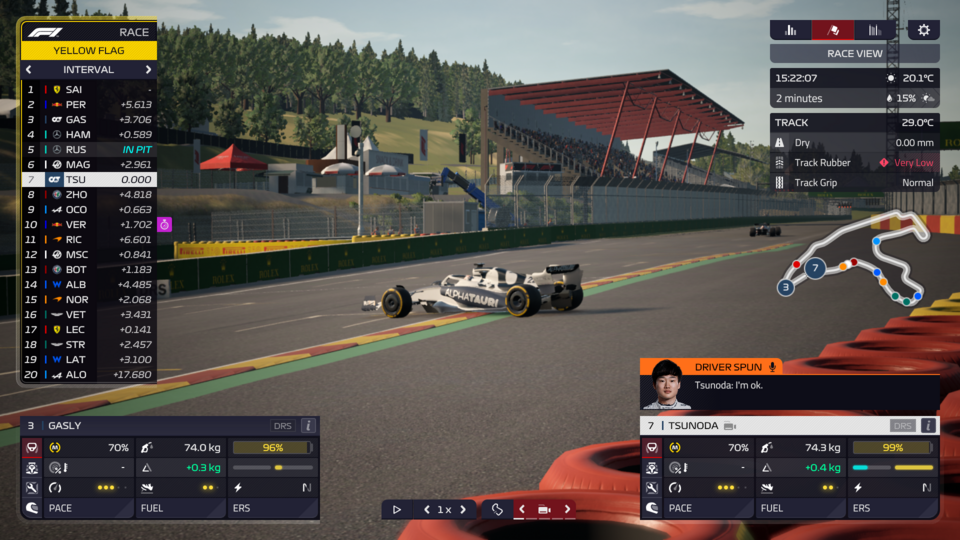 F1 RACE
YELLOW FLAG
INTERVAL
1 SAI -
2 PER +5.613
3 GAS +3.706
4 HAM +0.589
5 RUS IN PIT
6 MAG +2.961
7 TSU 0.000
8 ZHO +4.818
9 OCO +0.663
10 VER +1.702
11 RIC +6.601
12 MSC +0.841
13 BOT +1.183
14 ALB +4.485
15 NOR +2.068
16 VET +3.431
17 LEC +0.141
18 STR +2.457
19 LAT +3.100
20 ALO +17.680
RACE VIEW
15:22:07 20.1°C
2 minutes 15%
TRACK 29.0°C
Dry 0.00 mm
Track Rubber Very Low
Track Grip Normal
7
3
PIRELLI
ROLEX
ALPHATAURI
DRIVER SPUN
Tsunoda: I'm ok.
3 GASLY DRS i
M 70% 74.0 kg 96%
- +0.3 kg
N
PACE FUEL ERS
1x
7 TSUNODA DRS i
M 70% 74.3 kg 99%
- +0.4 kg
N
PACE FUEL ERS